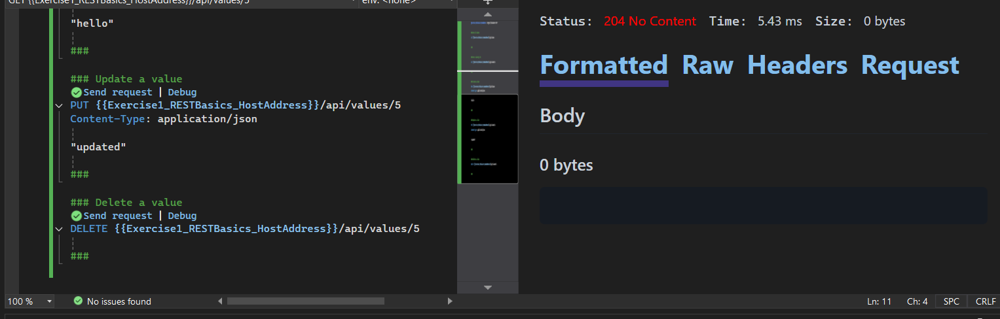 GET {{Exercise1_RESTBasics_HostAddress}}/api/values/5 env: <none>
"hello"
###
### Update a value
Send request | Debug
PUT {{Exercise1_RESTBasics_HostAddress}}/api/values/5
Content-Type: application/json
"updated"
###
### Delete a value
Send request | Debug
DELETE {{Exercise1_RESTBasics_HostAddress}}/api/values/5
###
100 % No issues found
Status: 204 No Content Time: 5.43 ms Size: 0 bytes
Formatted Raw Headers Request
Body
0 bytes
Ln: 11 Ch: 4 SPC CRLF